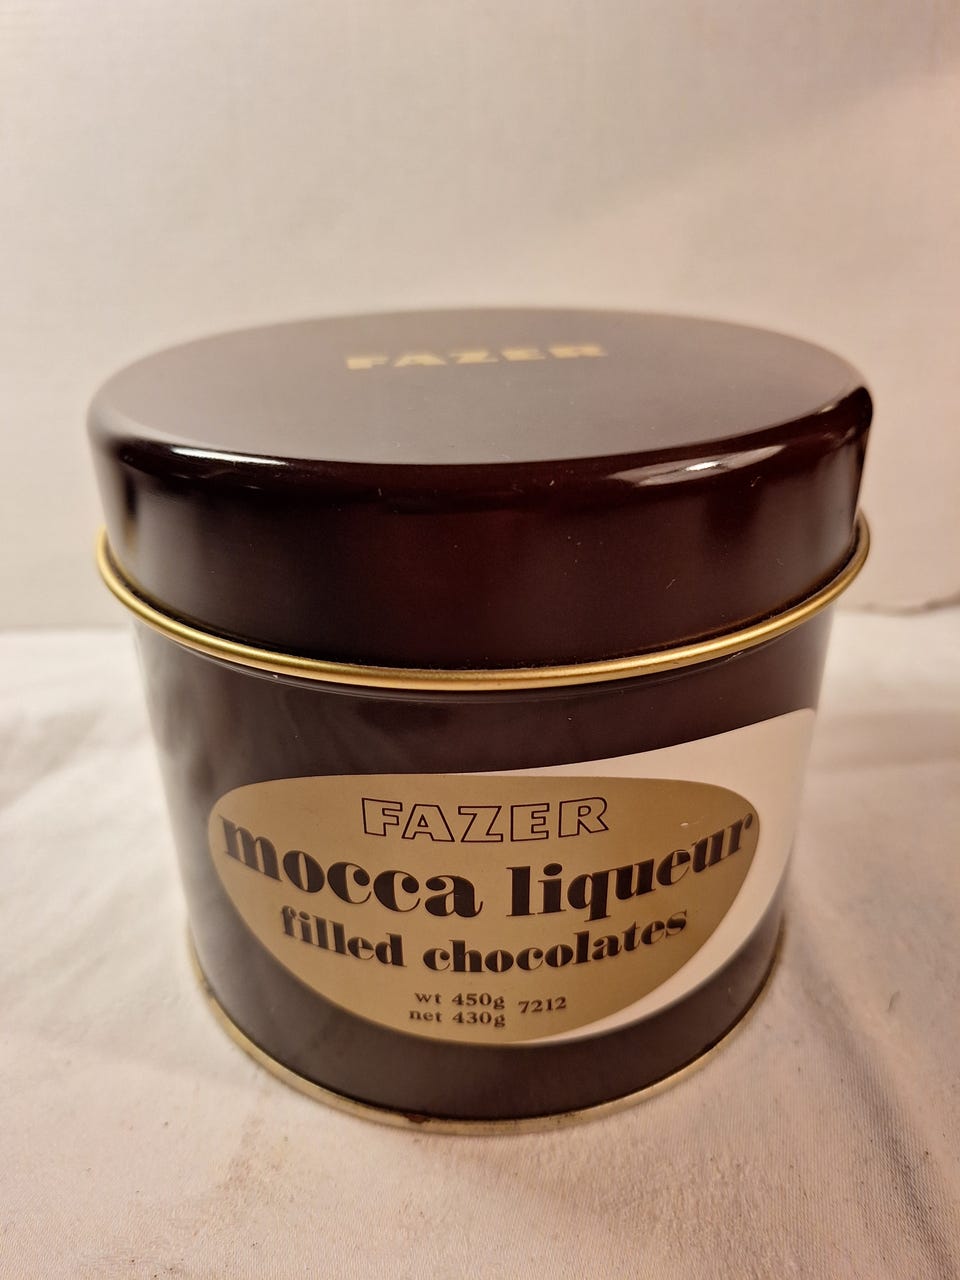 FAZER
FAZER
mocca liqueur
filled chocolates
wt 450g 7212
net 430g